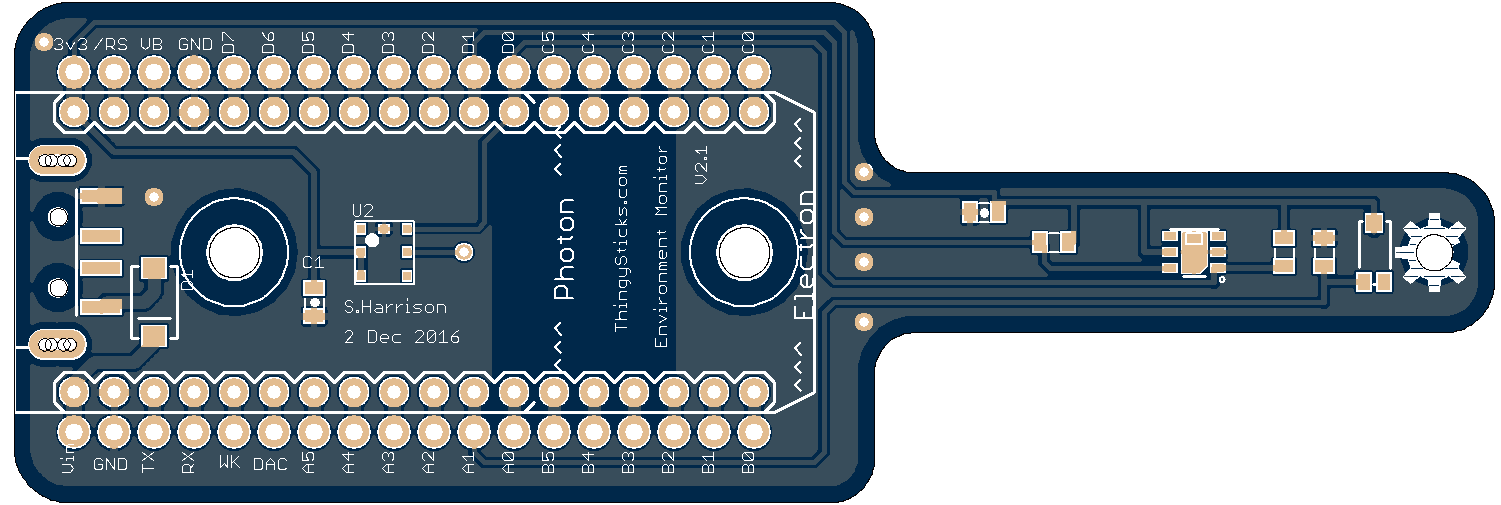 3v3 /RS VB GND D7 D6 D5 D4 D3 D2 D1 D0 C5 C4 C3 C2 C1 C0
U2
C1
D1
S.Harrison
2 Dec 2016
^^^ Photon ^^^
ThingySticks.com
Environment Monitor
V2.1
^^^ Electron ^^^
Vin GND TX RX WK DAC A5 A4 A3 A2 A1 A0 B5 B4 B3 B2 B1 B0